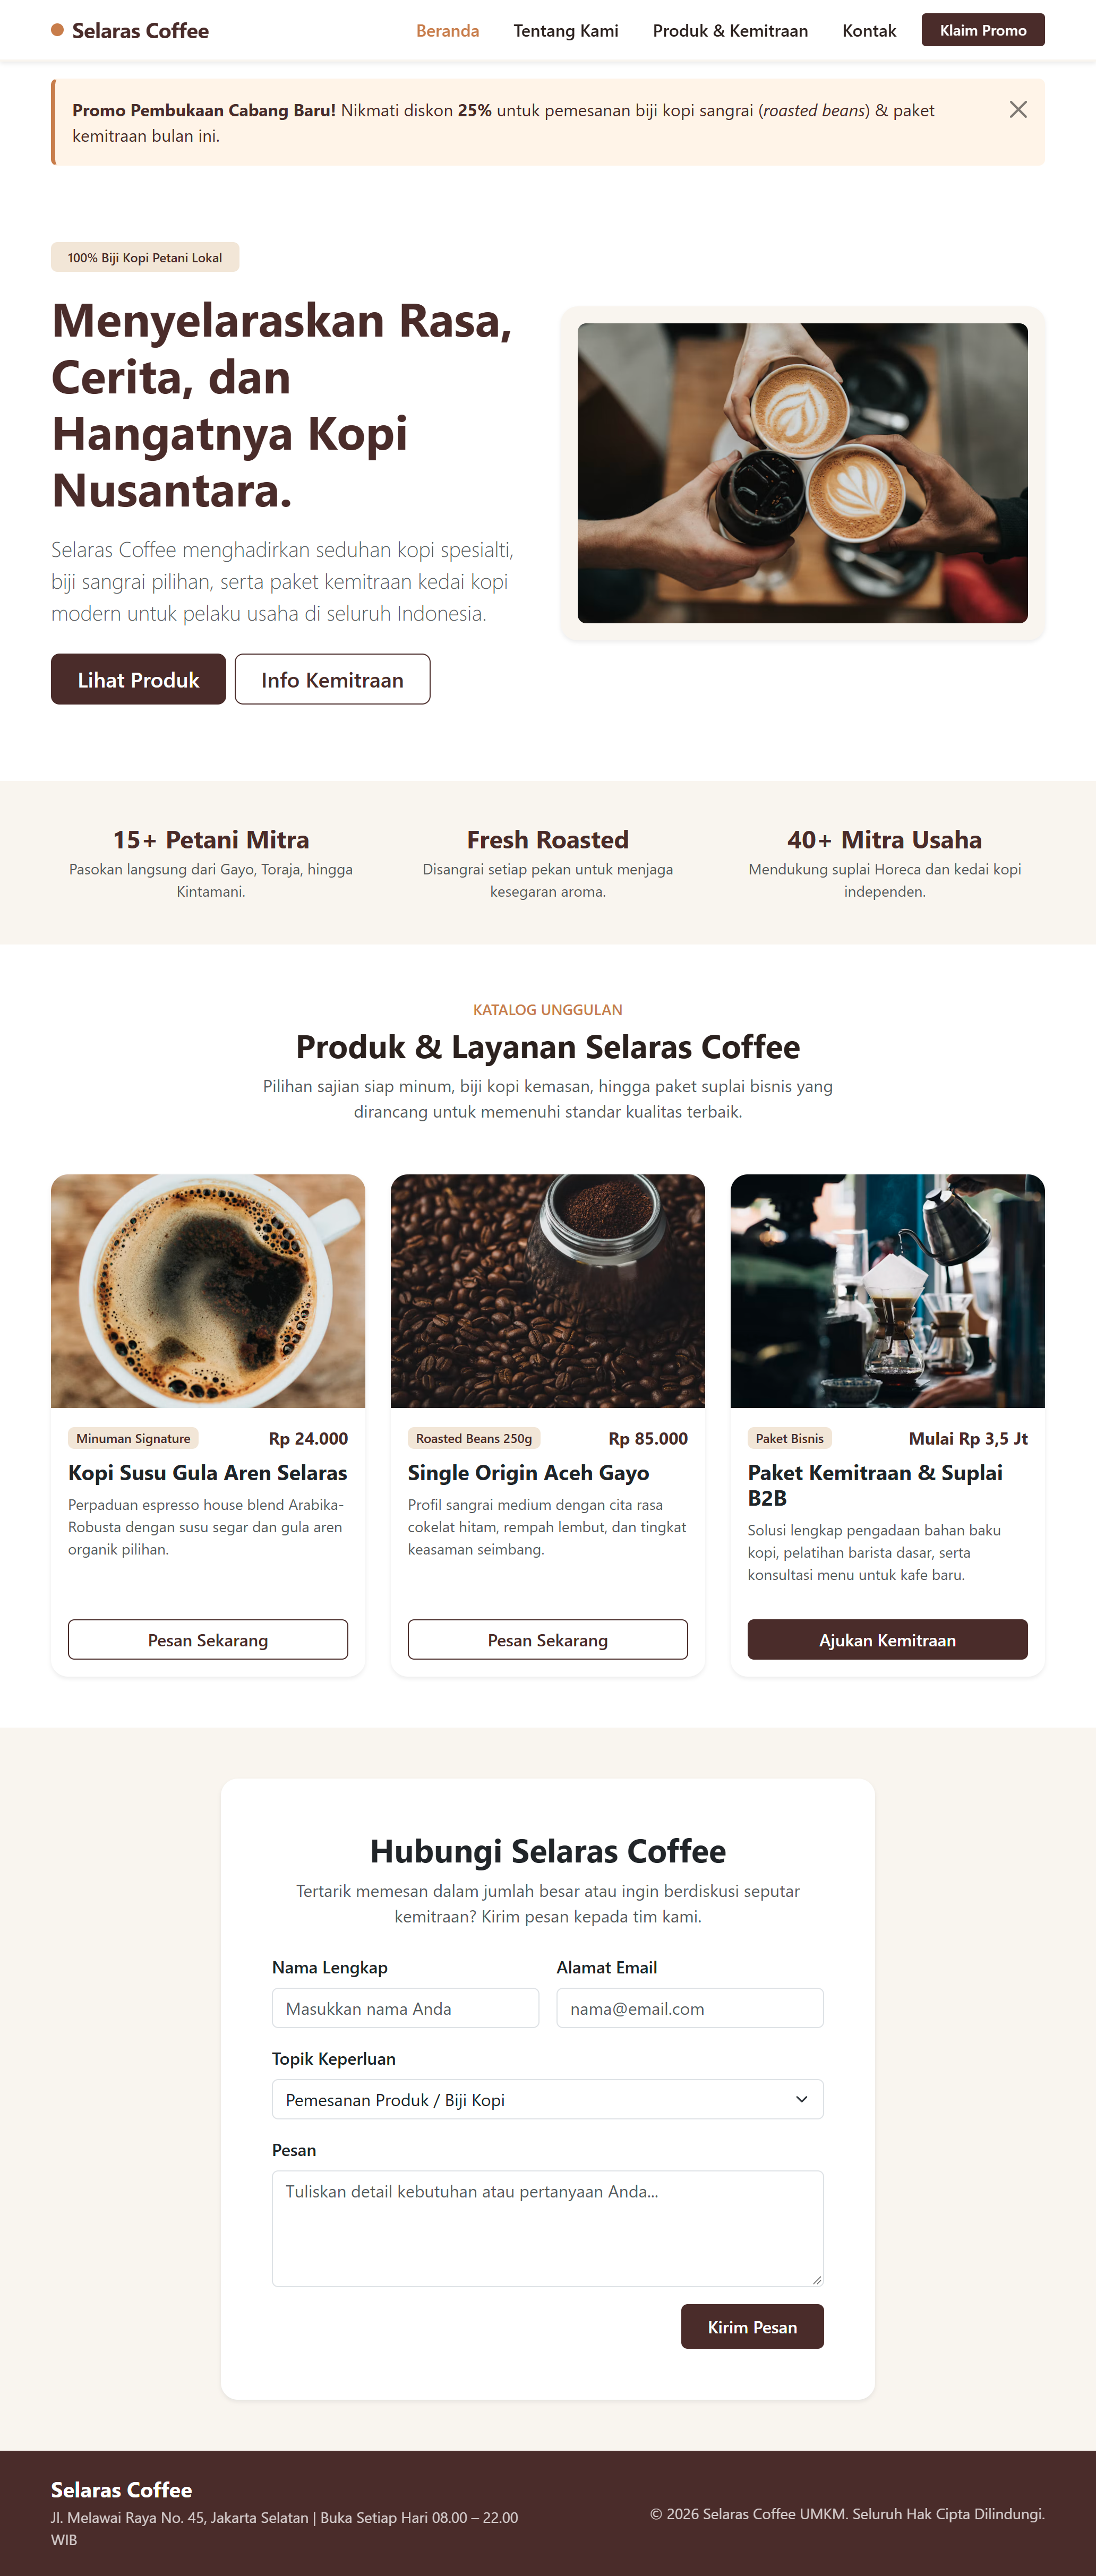 Selaras Coffee
Beranda
Tentang Kami
Produk & Kemitraan
Kontak
Klaim Promo
Promo Pembukaan Cabang Baru! Nikmati diskon 25% untuk pemesanan biji kopi sangrai (roasted beans) & paket
kemitraan bulan ini.
100% Biji Kopi Petani Lokal
Menyelaraskan Rasa,
Cerita, dan
Hangatnya Kopi
Nusantara.
Selaras Coffee menghadirkan seduhan kopi spesialti,
biji sangrai pilihan, serta paket kemitraan kedai kopi
modern untuk pelaku usaha di seluruh Indonesia.
Lihat Produk
Info Kemitraan
15+ Petani Mitra
Pasokan langsung dari Gayo, Toraja, hingga
Kintamani.
Fresh Roasted
Disangrai setiap pekan untuk menjaga
kesegaran aroma.
40+ Mitra Usaha
Mendukung suplai Horeca dan kedai kopi
independen.
KATALOG UNGGULAN
Produk & Layanan Selaras Coffee
Pilihan sajian siap minum, biji kopi kemasan, hingga paket suplai bisnis yang
dirancang untuk memenuhi standar kualitas terbaik.
Minuman Signature
Rp 24.000
Kopi Susu Gula Aren Selaras
Perpaduan espresso house blend Arabika-
Robusta dengan susu segar dan gula aren
organik pilihan.
Pesan Sekarang
Roasted Beans 250g
Rp 85.000
Single Origin Aceh Gayo
Profil sangrai medium dengan cita rasa
cokelat hitam, rempah lembut, dan tingkat
keasaman seimbang.
Pesan Sekarang
Paket Bisnis
Mulai Rp 3,5 Jt
Paket Kemitraan & Suplai
B2B
Solusi lengkap pengadaan bahan baku
kopi, pelatihan barista dasar, serta
konsultasi menu untuk kafe baru.
Ajukan Kemitraan
Hubungi Selaras Coffee
Tertarik memesan dalam jumlah besar atau ingin berdiskusi seputar
kemitraan? Kirim pesan kepada tim kami.
Nama Lengkap
Masukkan nama Anda
Alamat Email
nama@email.com
Topik Keperluan
Pemesanan Produk / Biji Kopi
Pesan
Tuliskan detail kebutuhan atau pertanyaan Anda...
Kirim Pesan
Selaras Coffee
Jl. Melawai Raya No. 45, Jakarta Selatan | Buka Setiap Hari 08.00 – 22.00
WIB
© 2026 Selaras Coffee UMKM. Seluruh Hak Cipta Dilindungi.